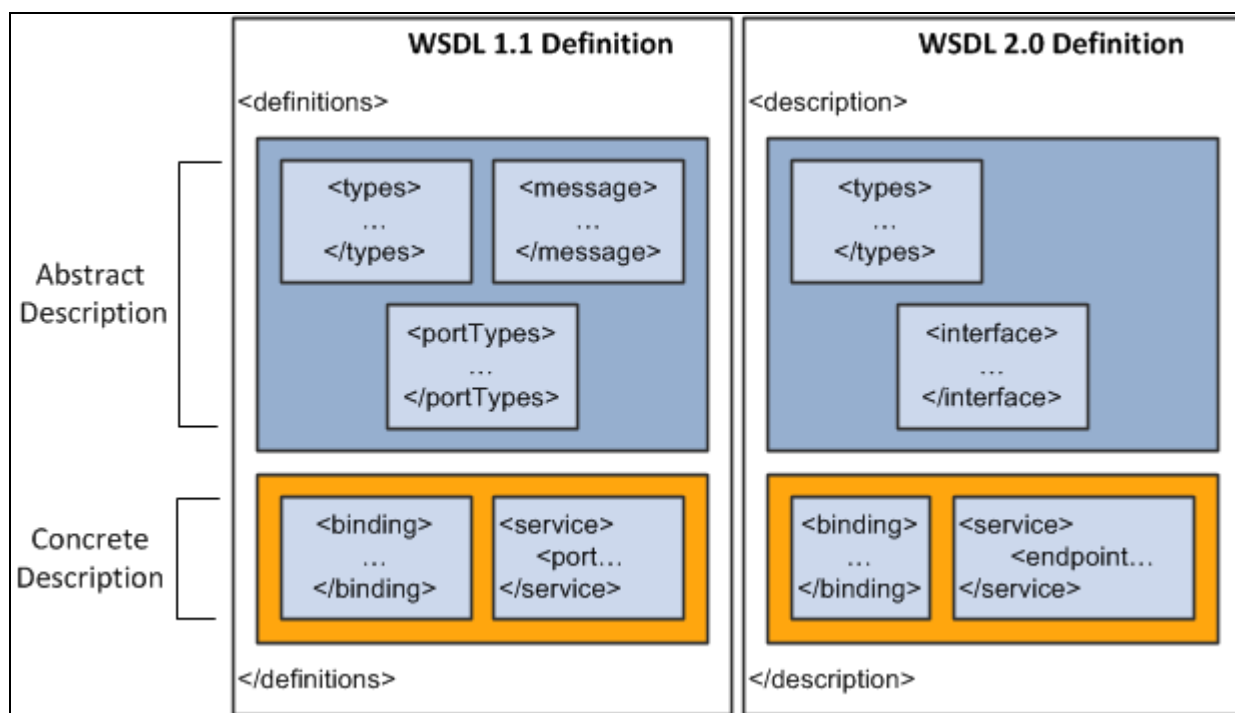 WSDL 1.1 Definition
WSDL 2.0 Definition
<definitions>
<description>
Abstract
Description
<types>
…
</types>
<message>
…
</message>
<portTypes>
…
</portTypes>
<types>
…
</types>
<interface>
…
</interface>
Concrete
Description
<binding>
…
</binding>
<service>
<port…
</service>
<binding>
…
</binding>
<service>
<endpoint…
</service>
</definitions>
</description>